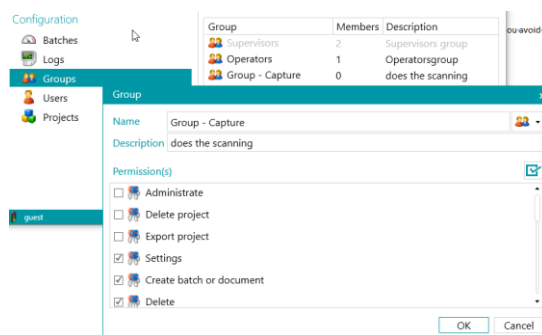 Configuration
Batches
Logs
Groups
Users
Projects
guest
Group Members Description
Supervisors 2 Supervisors group
Operators 1 Operatorsgroup
Group - Capture 0 does the scanning
ou-avoid
Group
Name Group - Capture
Description does the scanning
Permission(s)
Administrate
Delete project
Export project
Settings
Create batch or document
Delete
OK Cancel